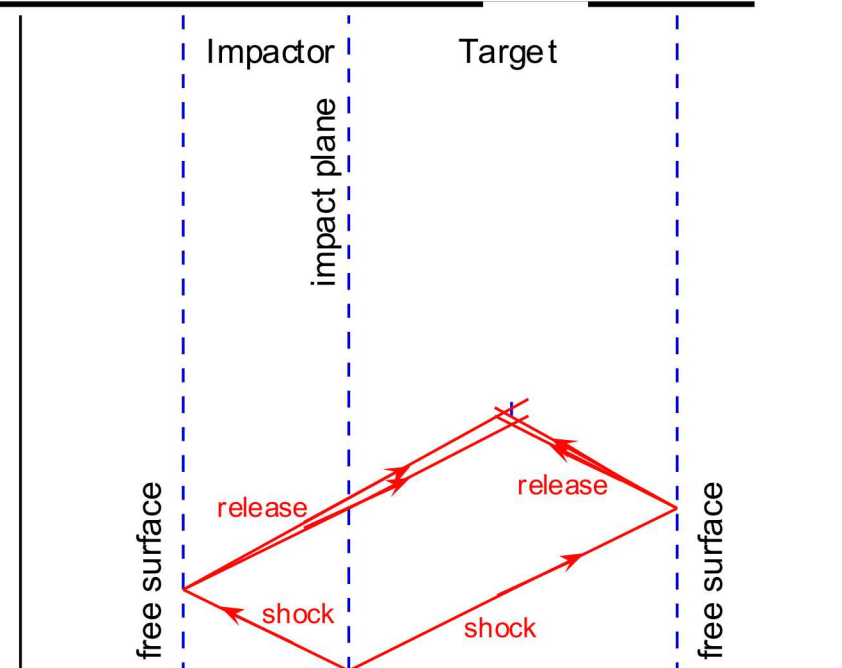 Impactor
Target
impact plane
release
release
free surface
free surface
shock
shock